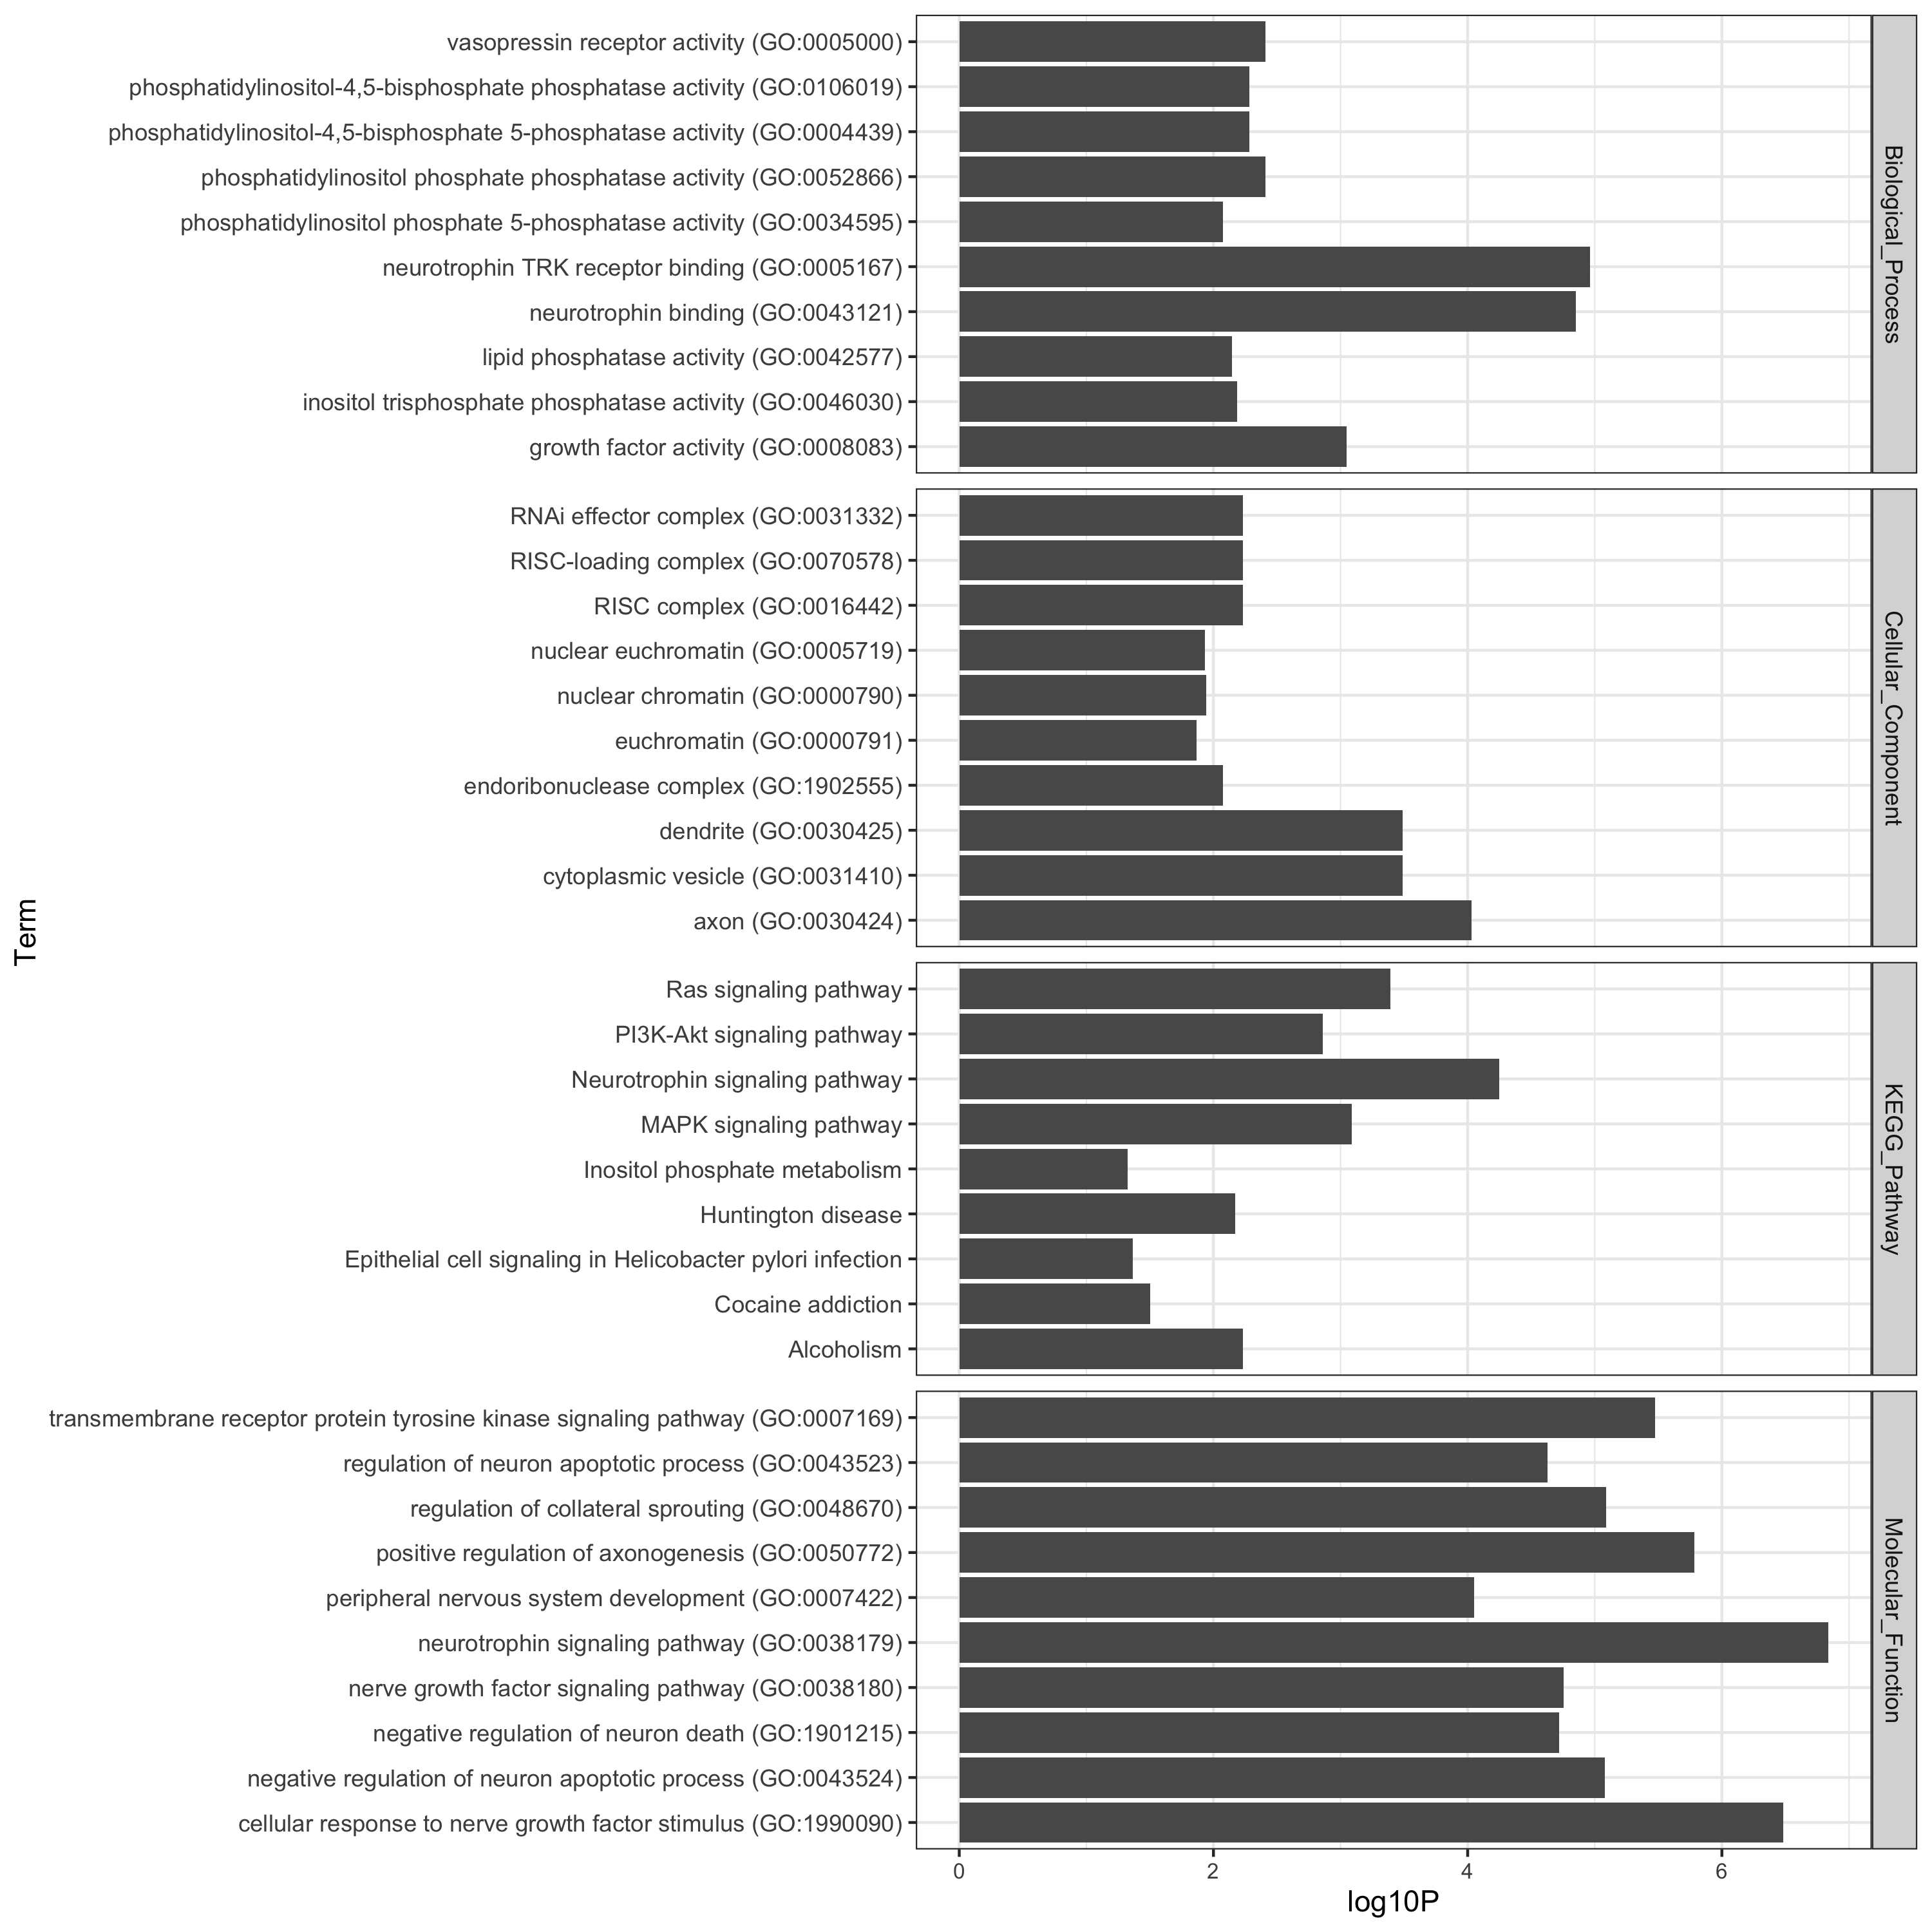 Term
vasopressin receptor activity (GO:0005000)
phosphatidylinositol-4,5-bisphosphate phosphatase activity (GO:0106019)
phosphatidylinositol-4,5-bisphosphate 5-phosphatase activity (GO:0004439)
phosphatidylinositol phosphate phosphatase activity (GO:0052866)
phosphatidylinositol phosphate 5-phosphatase activity (GO:0034595)
neurotrophin TRK receptor binding (GO:0005167)
neurotrophin binding (GO:0043121)
lipid phosphatase activity (GO:0042577)
inositol trisphosphate phosphatase activity (GO:0046030)
growth factor activity (GO:0008083)
Biological_Process
RNAi effector complex (GO:0031332)
RISC-loading complex (GO:0070578)
RISC complex (GO:0016442)
nuclear euchromatin (GO:0005719)
nuclear chromatin (GO:0000790)
euchromatin (GO:0000791)
endoribonuclease complex (GO:1902555)
dendrite (GO:0030425)
cytoplasmic vesicle (GO:0031410)
axon (GO:0030424)
Cellular_Component
Ras signaling pathway
PI3K-Akt signaling pathway
Neurotrophin signaling pathway
MAPK signaling pathway
Inositol phosphate metabolism
Huntington disease
Epithelial cell signaling in Helicobacter pylori infection
Cocaine addiction
Alcoholism
KEGG_Pathway
transmembrane receptor protein tyrosine kinase signaling pathway (GO:0007169)
regulation of neuron apoptotic process (GO:0043523)
regulation of collateral sprouting (GO:0048670)
positive regulation of axonogenesis (GO:0050772)
peripheral nervous system development (GO:0007422)
neurotrophin signaling pathway (GO:0038179)
nerve growth factor signaling pathway (GO:0038180)
negative regulation of neuron death (GO:1901215)
negative regulation of neuron apoptotic process (GO:0043524)
cellular response to nerve growth factor stimulus (GO:1990090)
Molecular_Function
0 2 4 6
log10P